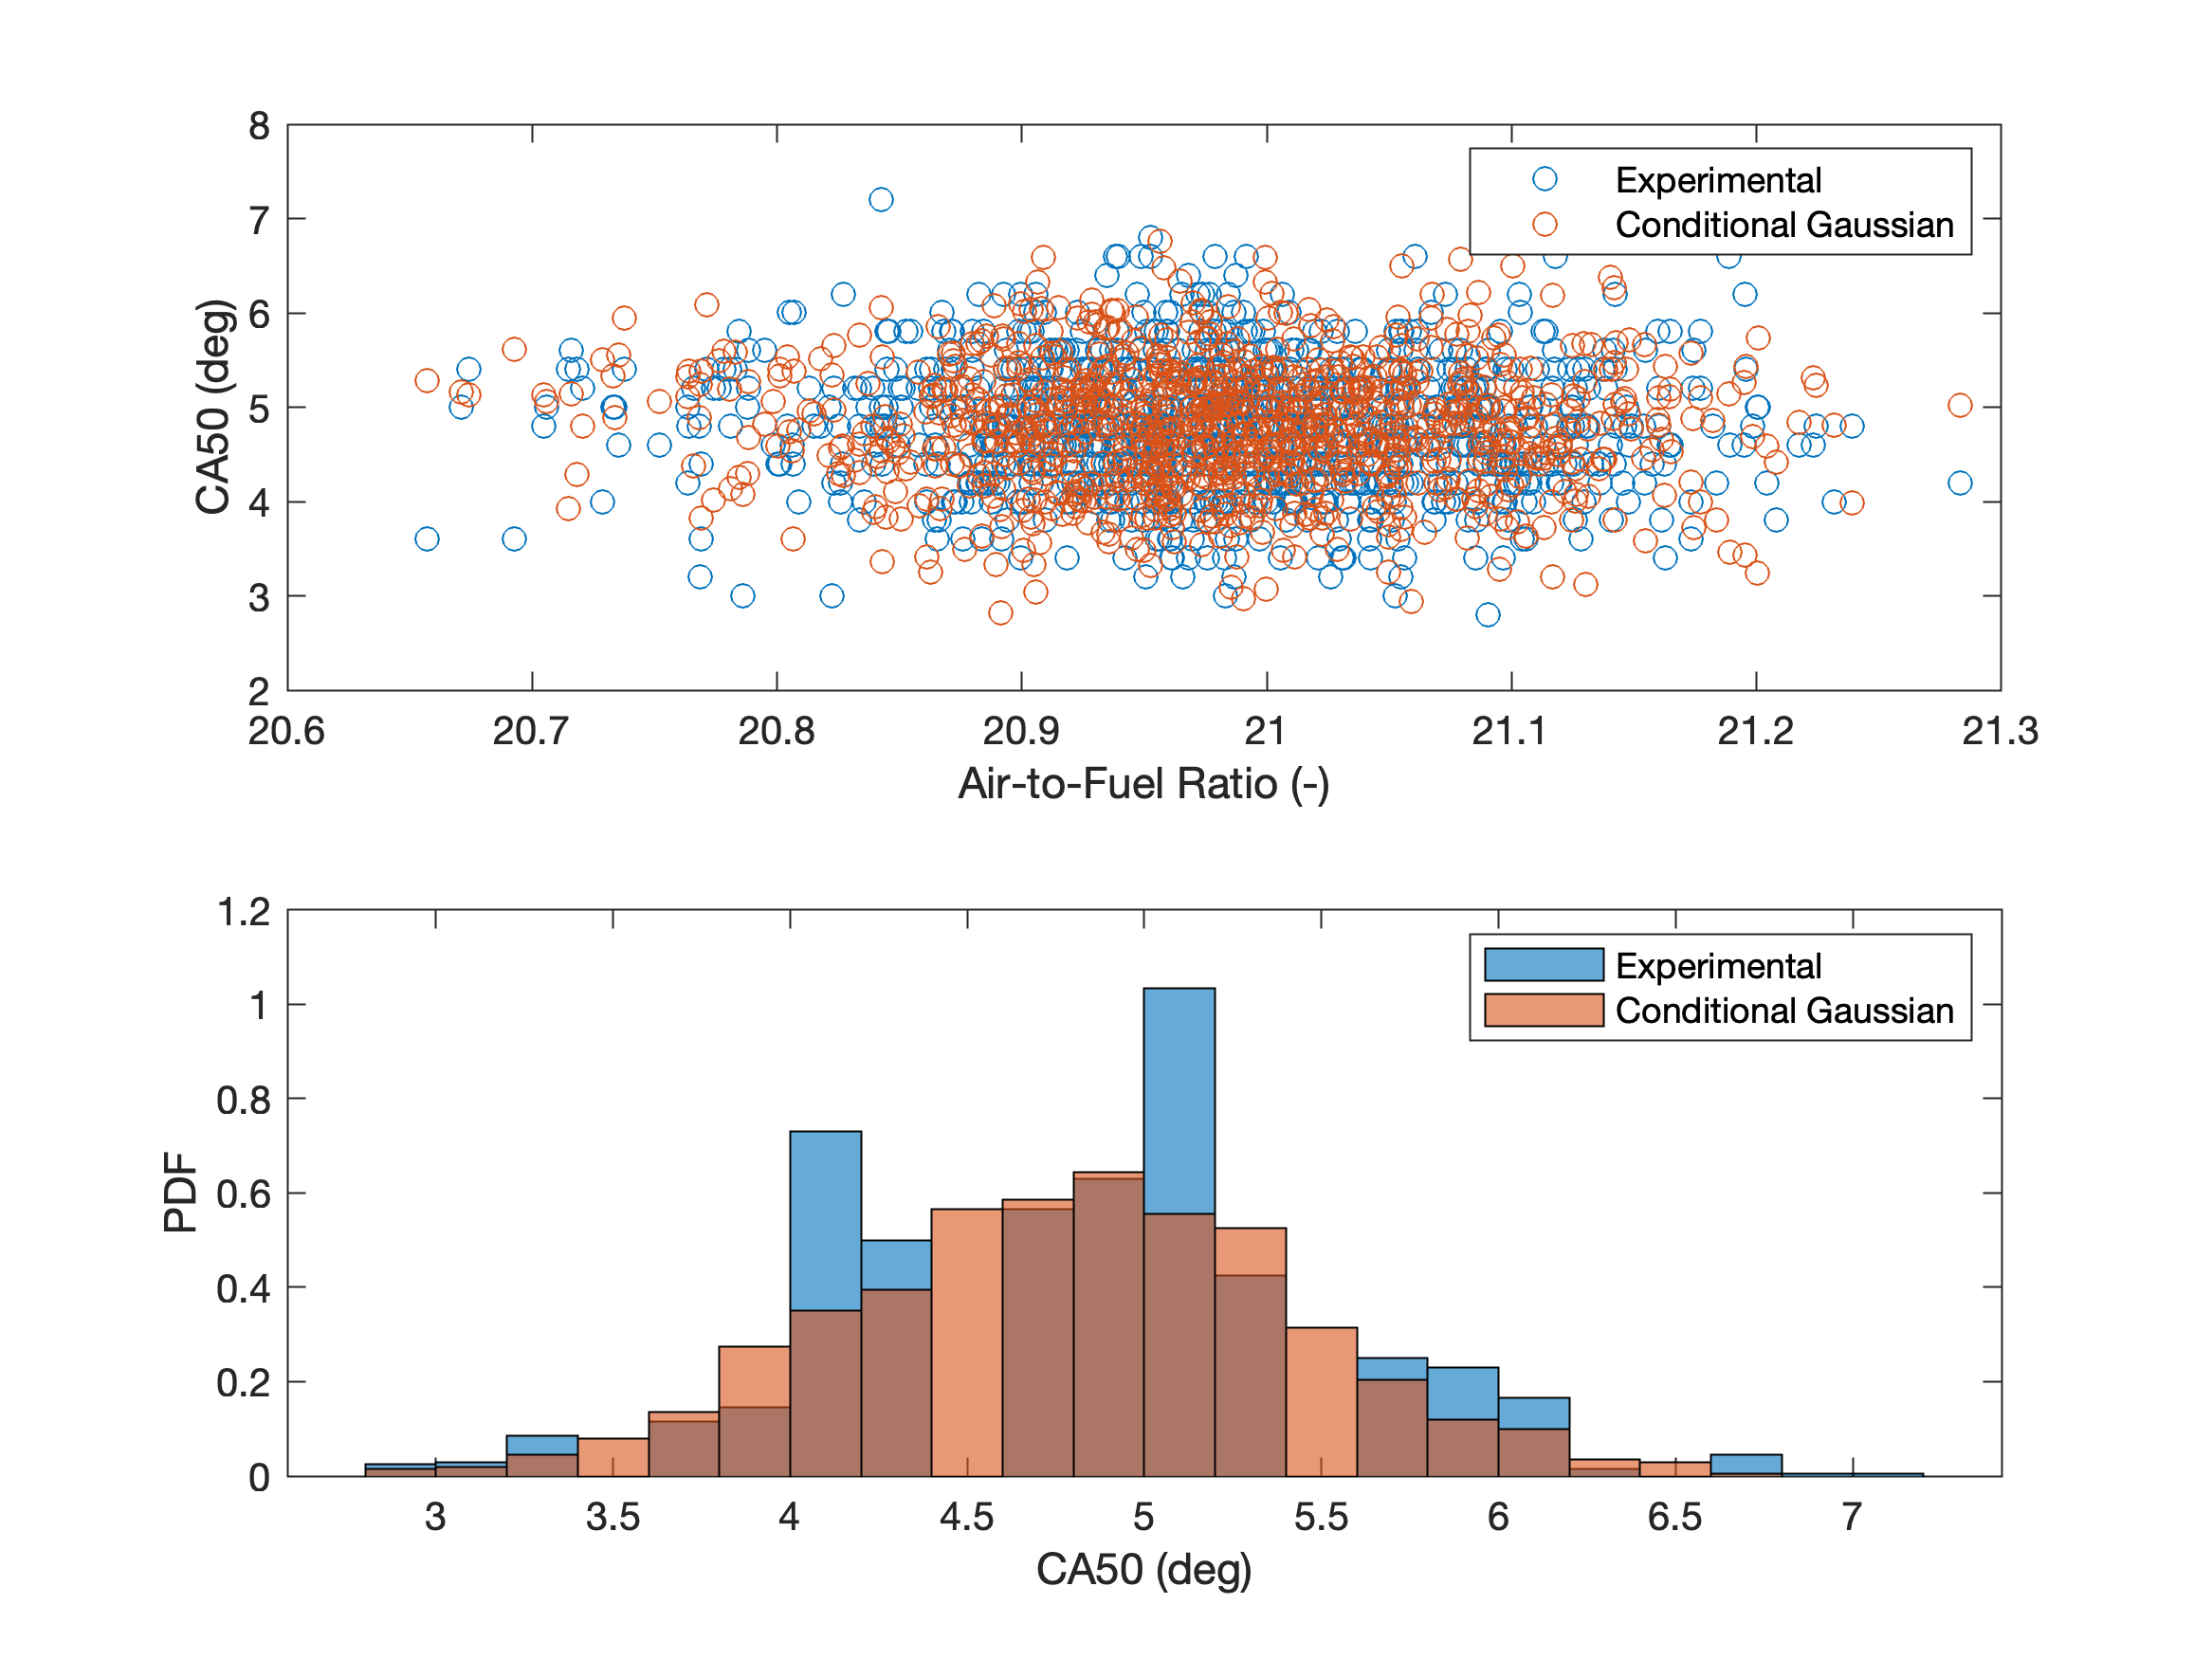 8
7
6
5
4
3
2
CA50 (deg)
Experimental
Conditional Gaussian
20.6 20.7 20.8 20.9 21 21.1 21.2 21.3
Air-to-Fuel Ratio (-)
1.2
1
0.8
0.6
0.4
0.2
0
PDF
Experimental
Conditional Gaussian
3 3.5 4 4.5 5 5.5 6 6.5 7
CA50 (deg)